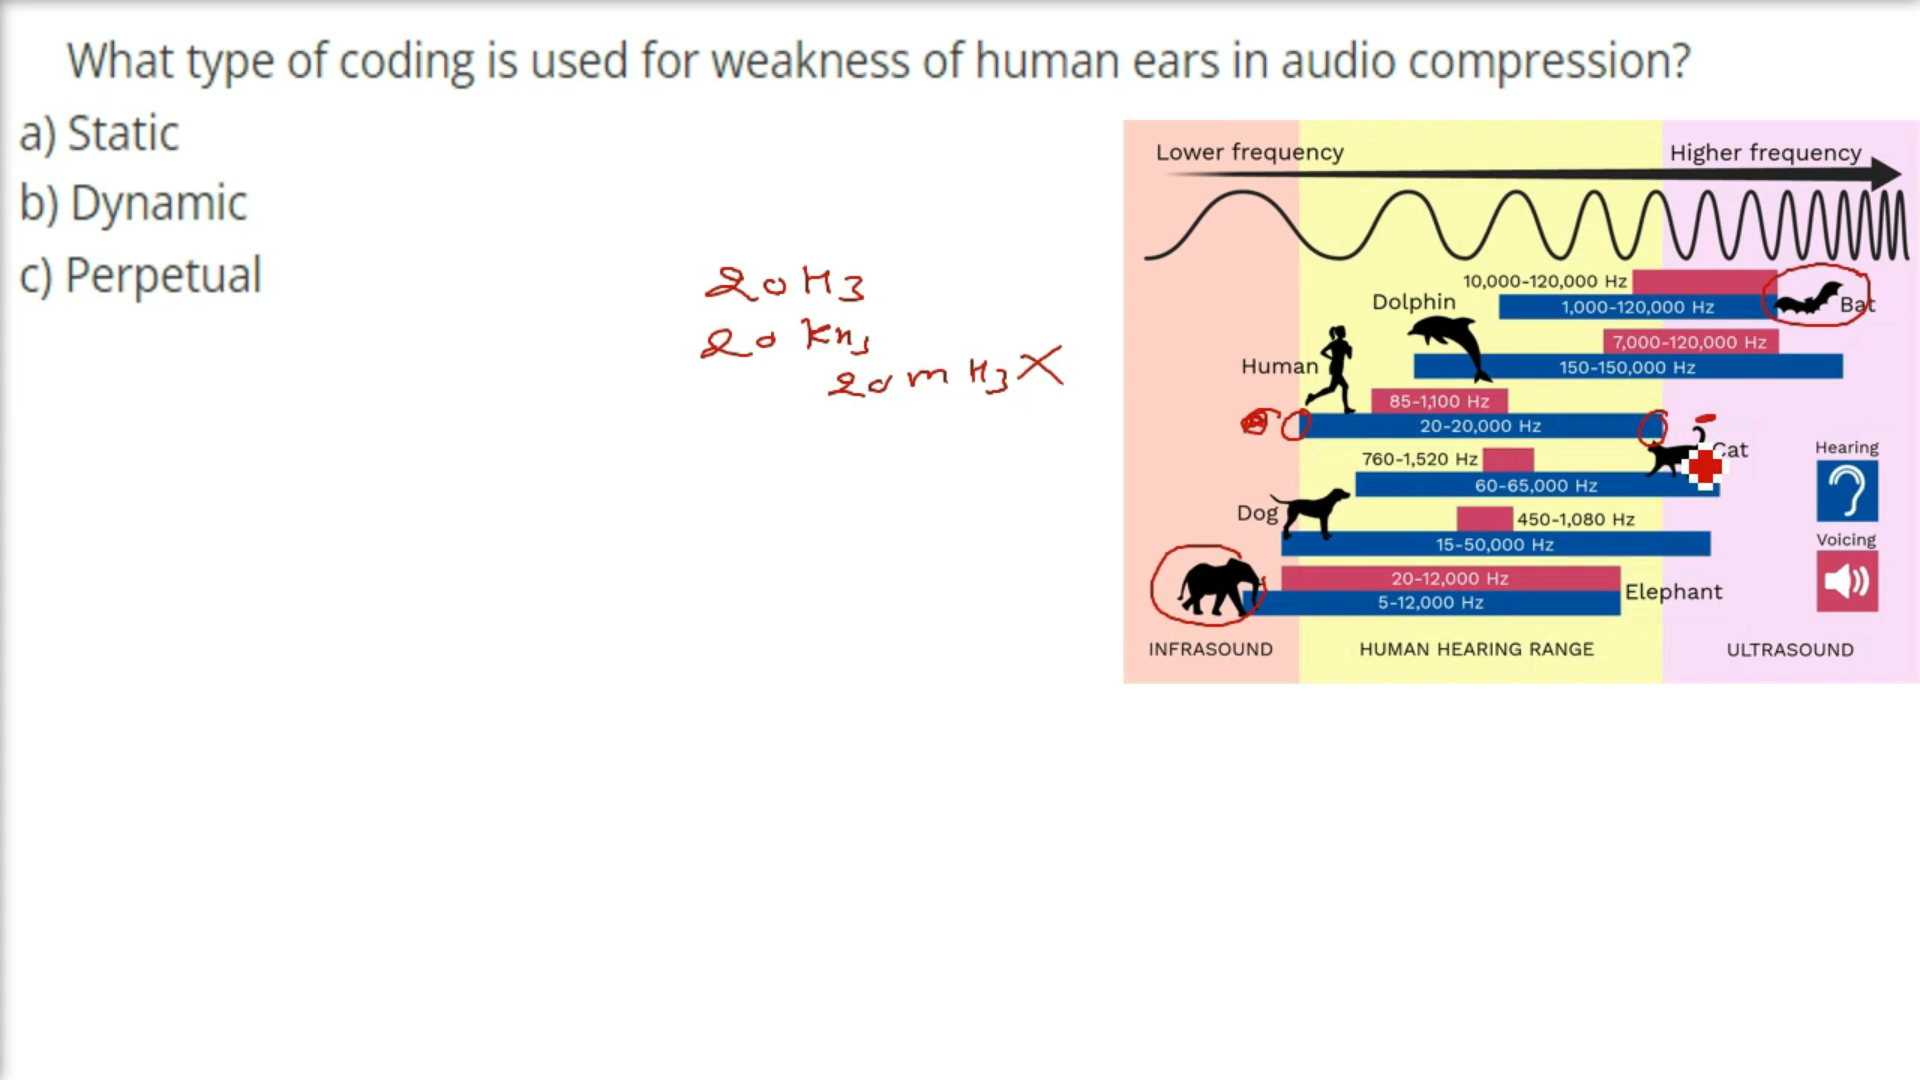 What type of coding is used for weakness of human ears in audio compression?
a) Static
b) Dynamic
c) Perpetual
20 Hz
20 KHz
20 m Hz X
Lower frequency
Higher frequency
10,000-120,000 Hz
Bat
1,000-120,000 Hz
Dolphin
7,000-120,000 Hz
150-150,000 Hz
Human
85-1,100 Hz
20-20,000 Hz
Cat
760-1,520 Hz
60-65,000 Hz
Dog
450-1,080 Hz
15-50,000 Hz
20-12,000 Hz
Elephant
5-12,000 Hz
Hearing
Voicing
INFRASOUND
HUMAN HEARING RANGE
ULTRASOUND